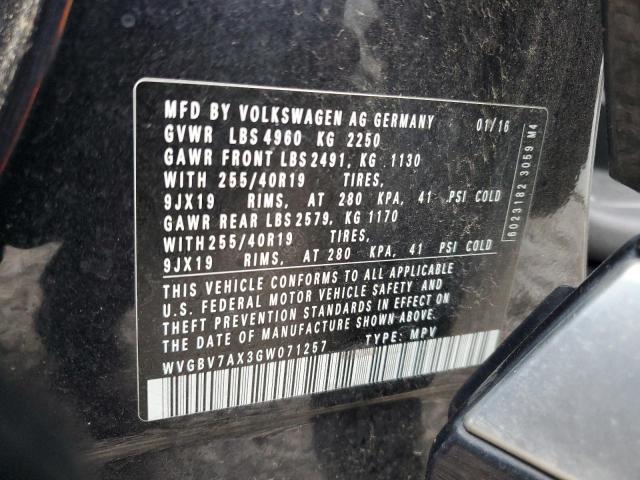 MFD BY VOLKSWAGEN AG GERMANY 01/16
GVWR LBS 4960 KG 2250
GAWR FRONT LBS 2491, KG 1130
WITH 255/40R19 TIRES,
9JX19 RIMS, AT 280 KPA, 41 PSI COLD
GAWR REAR LBS 2579, KG 1170
WITH 255/40R19 TIRES,
9JX19 RIMS, AT 280 KPA, 41 PSI COLD
THIS VEHICLE CONFORMS TO ALL APPLICABLE
U.S. FEDERAL MOTOR VEHICLE SAFETY AND
THEFT PREVENTION STANDARDS IN EFFECT ON
THE DATE OF MANUFACTURE SHOWN ABOVE.
WVGBV7AX3GW071257 TYPE: MPV
6023182 3059 M4